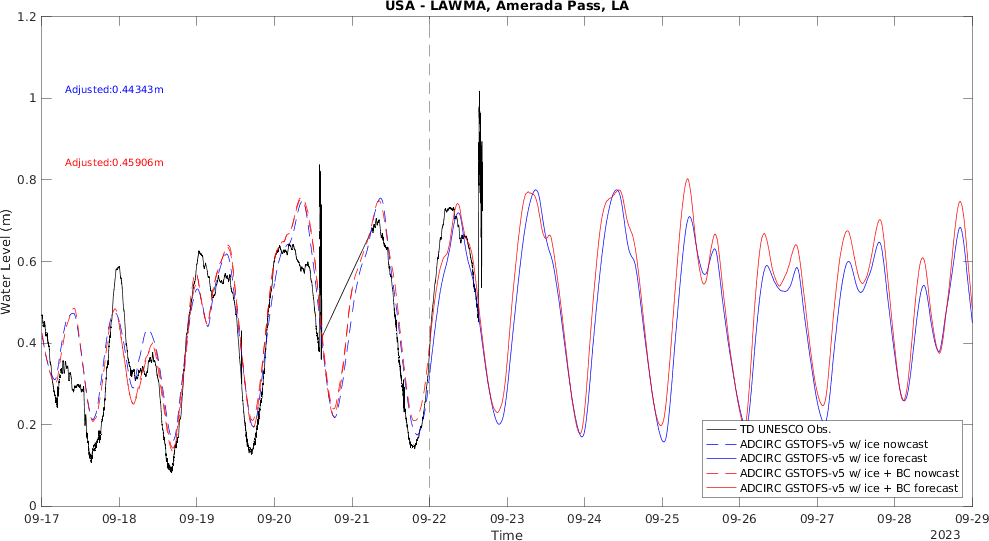 USA - LAWMA, Amerada Pass, LA
1.2
1
0.8
0.6
0.4
0.2
0
Water Level (m)
Adjusted:0.44343m
Adjusted:0.45906m
TD UNESCO Obs.
ADCIRC GSTOFS-v5 w/ ice nowcast
ADCIRC GSTOFS-v5 w/ ice forecast
ADCIRC GSTOFS-v5 w/ ice + BC nowcast
ADCIRC GSTOFS-v5 w/ ice + BC forecast
09-17 09-18 09-19 09-20 09-21 09-22 09-23 09-24 09-25 09-26 09-27 09-28 09-29
Time
2023